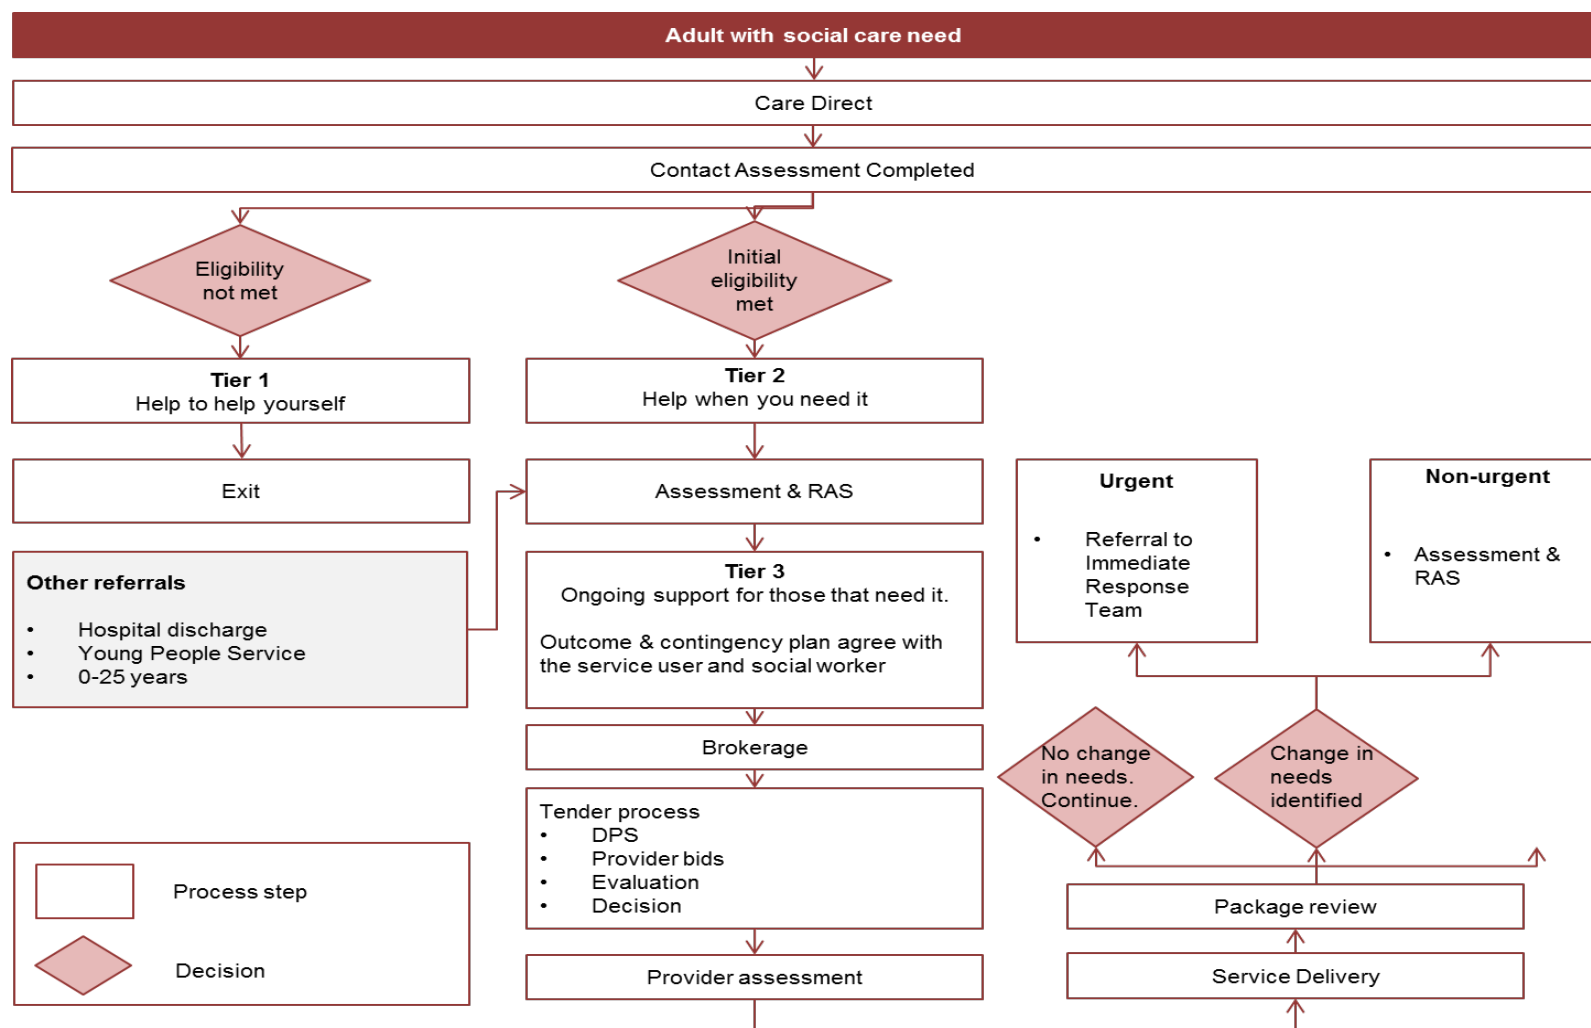 Adult with social care need
Care Direct
Contact Assessment Completed
Eligibility
not met
Initial
eligibility
met
Tier 1
Help to help yourself
Tier 2
Help when you need it
Exit
Assessment & RAS
Urgent
• Referral to
Immediate
Response
Team
Non-urgent
• Assessment &
RAS
Other referrals
• Hospital discharge
• Young People Service
• 0-25 years
Tier 3
Ongoing support for those that need it.
Outcome & contingency plan agree with
the service user and social worker
Brokerage
No change
in needs.
Continue.
Change in
needs
identified
Tender process
• DPS
• Provider bids
• Evaluation
• Decision
Process step
Decision
Package review
Provider assessment
Service Delivery